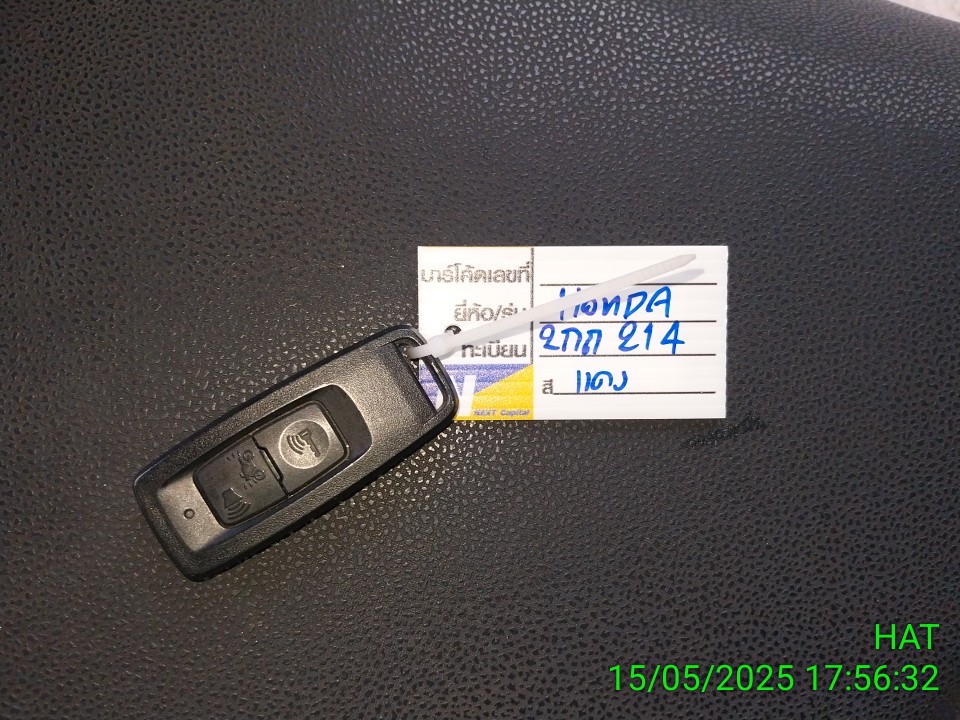 บาร์โค้ดเลขที่
ยี่ห้อ/รุ่น HONDA
ทะเบียน 2กก 214
สี แดง
NEXT Capital
HAT
15/05/2025 17:56:32